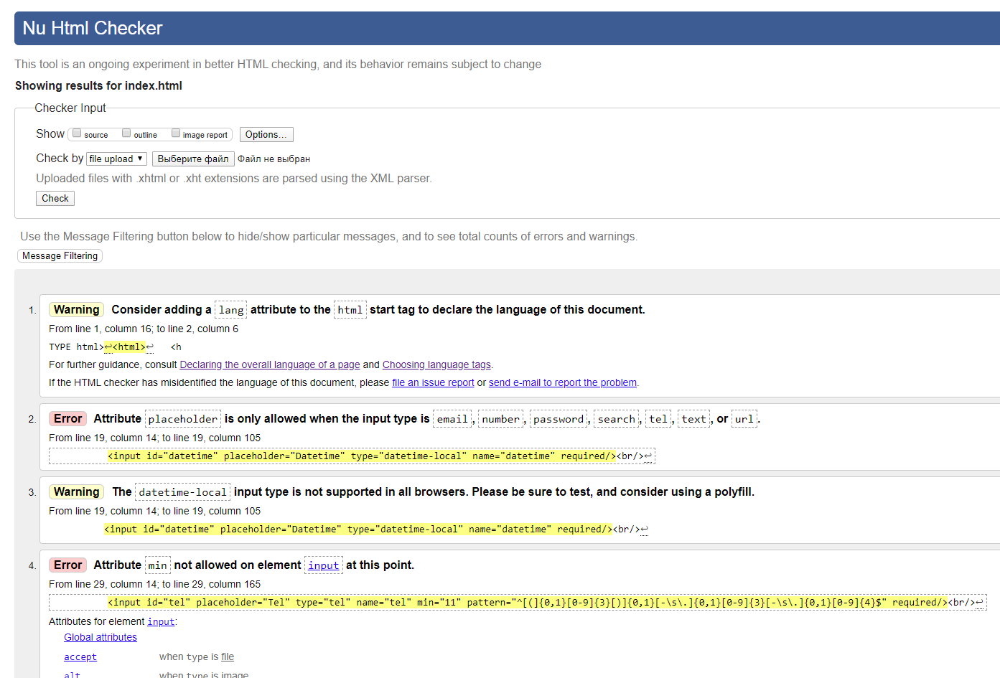 Nu Html Checker
This tool is an ongoing experiment in better HTML checking, and its behavior remains subject to change
Showing results for index.html
Checker Input
Show source outline image report Options...
Check by file upload ▼ Выберите файл Файл не выбран
Uploaded files with .xhtml or .xht extensions are parsed using the XML parser.
Check
Use the Message Filtering button below to hide/show particular messages, and to see total counts of errors and warnings.
Message Filtering
1. Warning Consider adding a lang attribute to the html start tag to declare the language of this document.
From line 1, column 16; to line 2, column 6
TYPE html>↩<html>↩ <h
For further guidance, consult Declaring the overall language of a page and Choosing language tags.
If the HTML checker has misidentified the language of this document, please file an issue report or send e-mail to report the problem.
2. Error Attribute placeholder is only allowed when the input type is email, number, password, search, tel, text, or url.
From line 19, column 14; to line 19, column 105
<input id="datetime" placeholder="Datetime" type="datetime-local" name="datetime" required/><br/>↩
3. Warning The datetime-local input type is not supported in all browsers. Please be sure to test, and consider using a polyfill.
From line 19, column 14; to line 19, column 105
<input id="datetime" placeholder="Datetime" type="datetime-local" name="datetime" required/><br/>↩
4. Error Attribute min not allowed on element input at this point.
From line 29, column 14; to line 29, column 165
<input id="tel" placeholder="Tel" type="tel" name="tel" min="11" pattern="^[(]{0,1}[0-9]{3}[)]{0,1}[-\s\.]{0,1}[0-9]{3}[-\s\.]{0,1}[0-9]{4}$" required/><br/>↩
Attributes for element input:
Global attributes
accept when type is file
alt when type is image